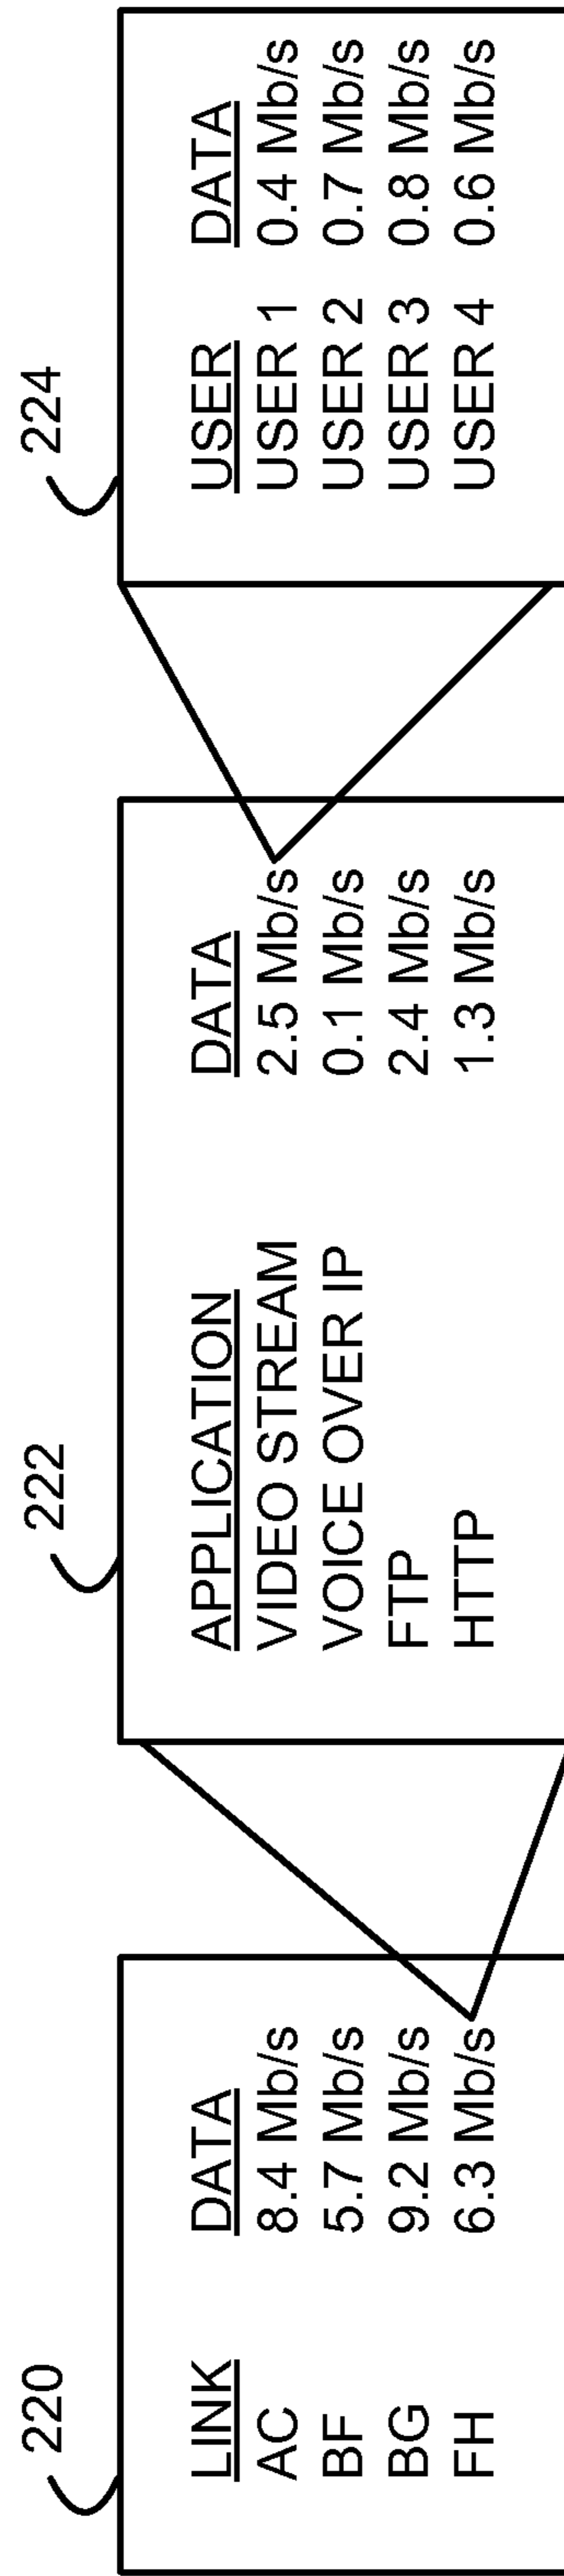 220
LINK DATA
AC 8.4 Mb/s
BF 5.7 Mb/s
BG 9.2 Mb/s
FH 6.3 Mb/s
222
APPLICATION DATA
VIDEO STREAM 2.5 Mb/s
VOICE OVER IP 0.1 Mb/s
FTP 2.4 Mb/s
HTTP 1.3 Mb/s
224
USER DATA
USER 1 0.4 Mb/s
USER 2 0.7 Mb/s
USER 3 0.8 Mb/s
USER 4 0.6 Mb/s